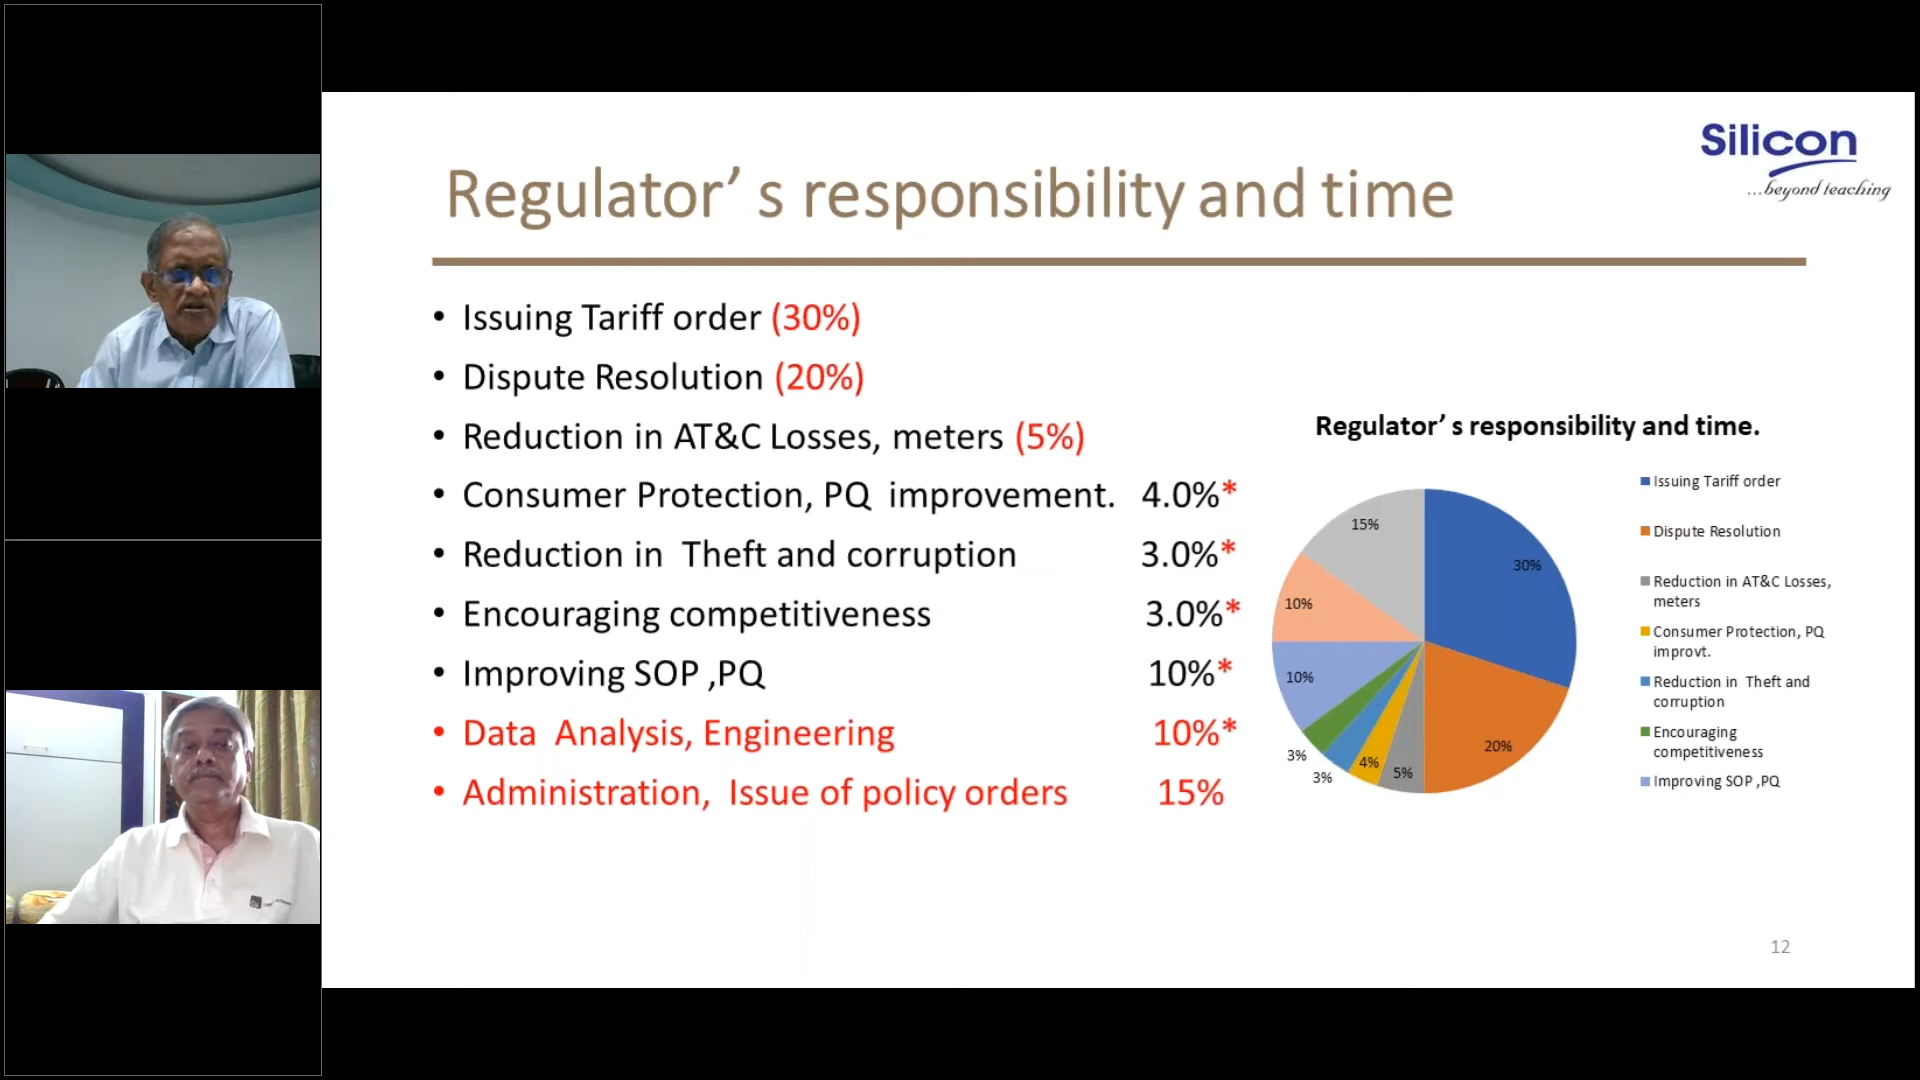 Silicon
...beyond teaching
Regulator’ s responsibility and time
• Issuing Tariff order (30%)
• Dispute Resolution (20%)
• Reduction in AT&C Losses, meters (5%)
• Consumer Protection, PQ improvement. 4.0%*
• Reduction in Theft and corruption 3.0%*
• Encouraging competitiveness 3.0%*
• Improving SOP ,PQ 10%*
• Data Analysis, Engineering 10%*
• Administration, Issue of policy orders 15%
Regulator’ s responsibility and time.
15%
30%
10%
10%
20%
3%
3%
4%
5%
Issuing Tariff order
Dispute Resolution
Reduction in AT&C Losses,
meters
Consumer Protection, PQ
improvt.
Reduction in Theft and
corruption
Encouraging
competitiveness
Improving SOP ,PQ
12